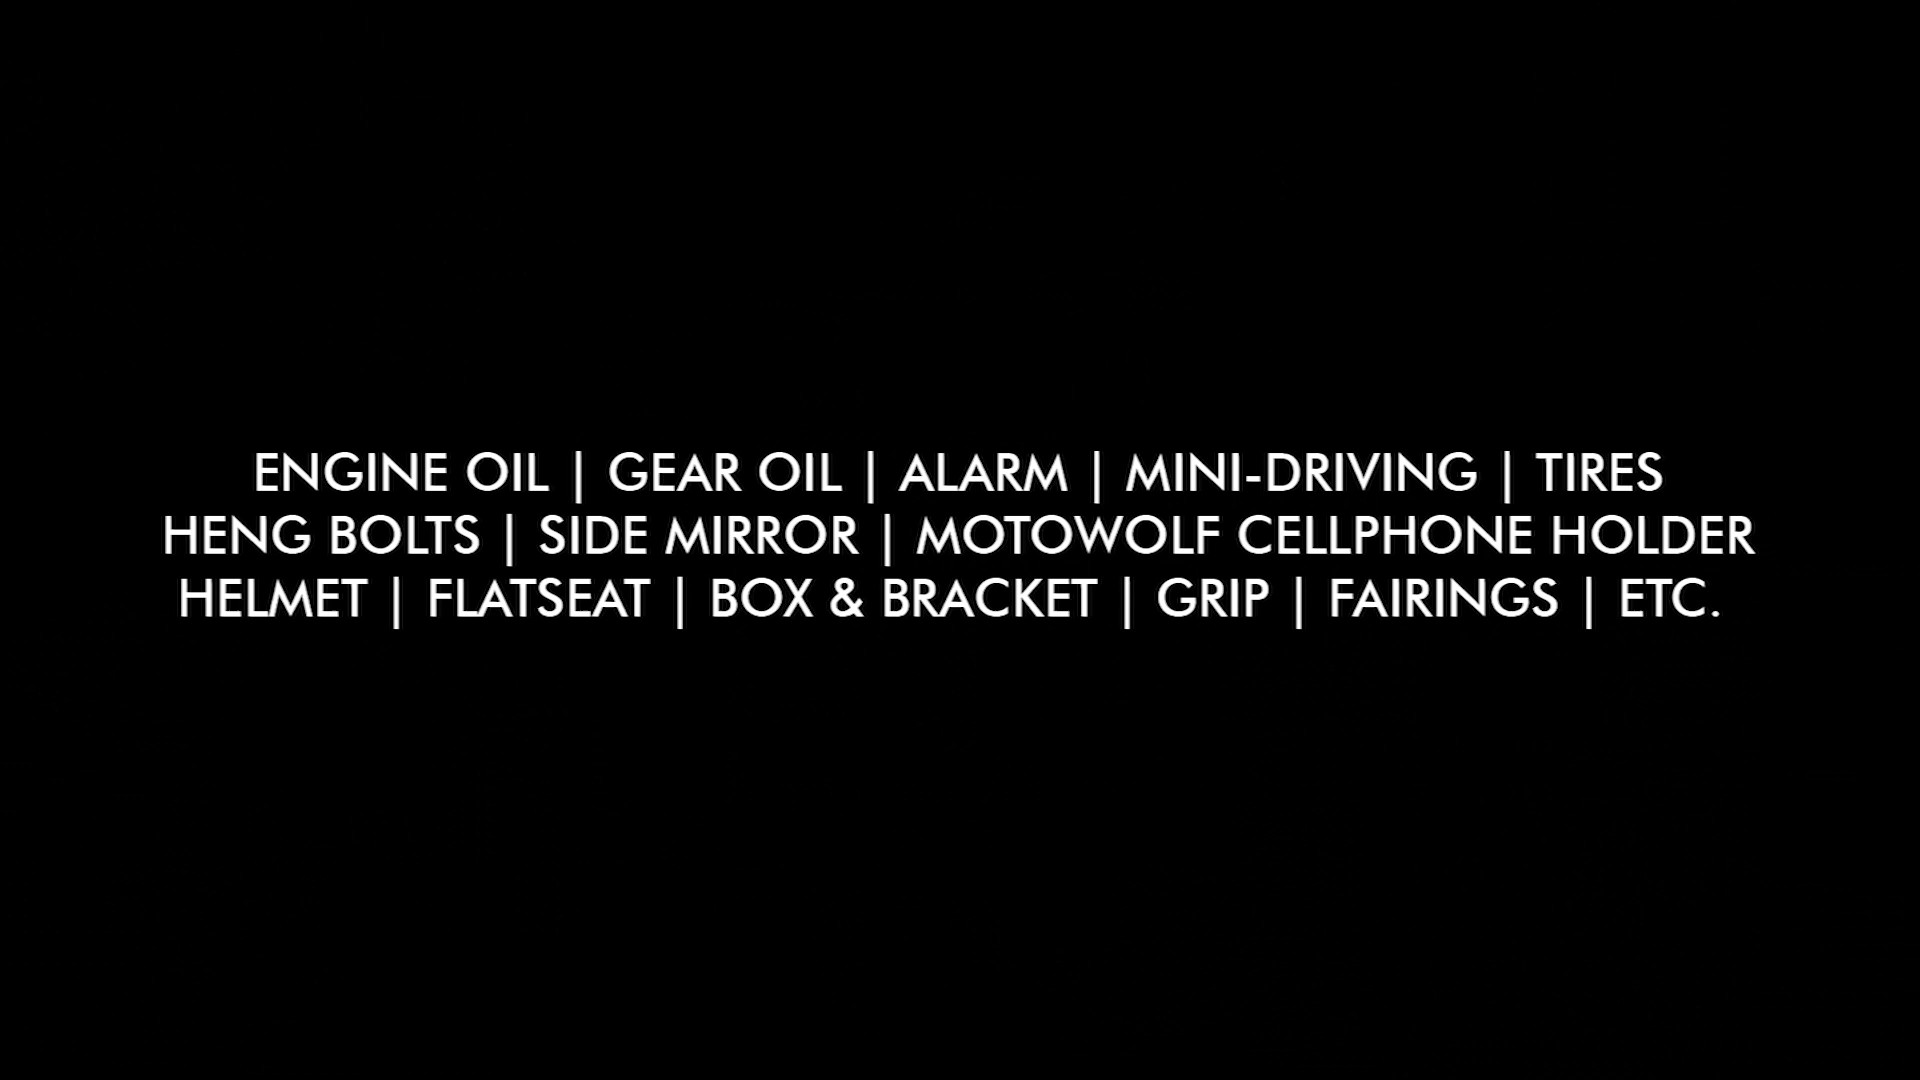 ENGINE OIL | GEAR OIL | ALARM | MINI-DRIVING | TIRES
HENG BOLTS | SIDE MIRROR | MOTOWOLF CELLPHONE HOLDER
HELMET | FLATSEAT | BOX & BRACKET | GRIP | FAIRINGS | ETC.